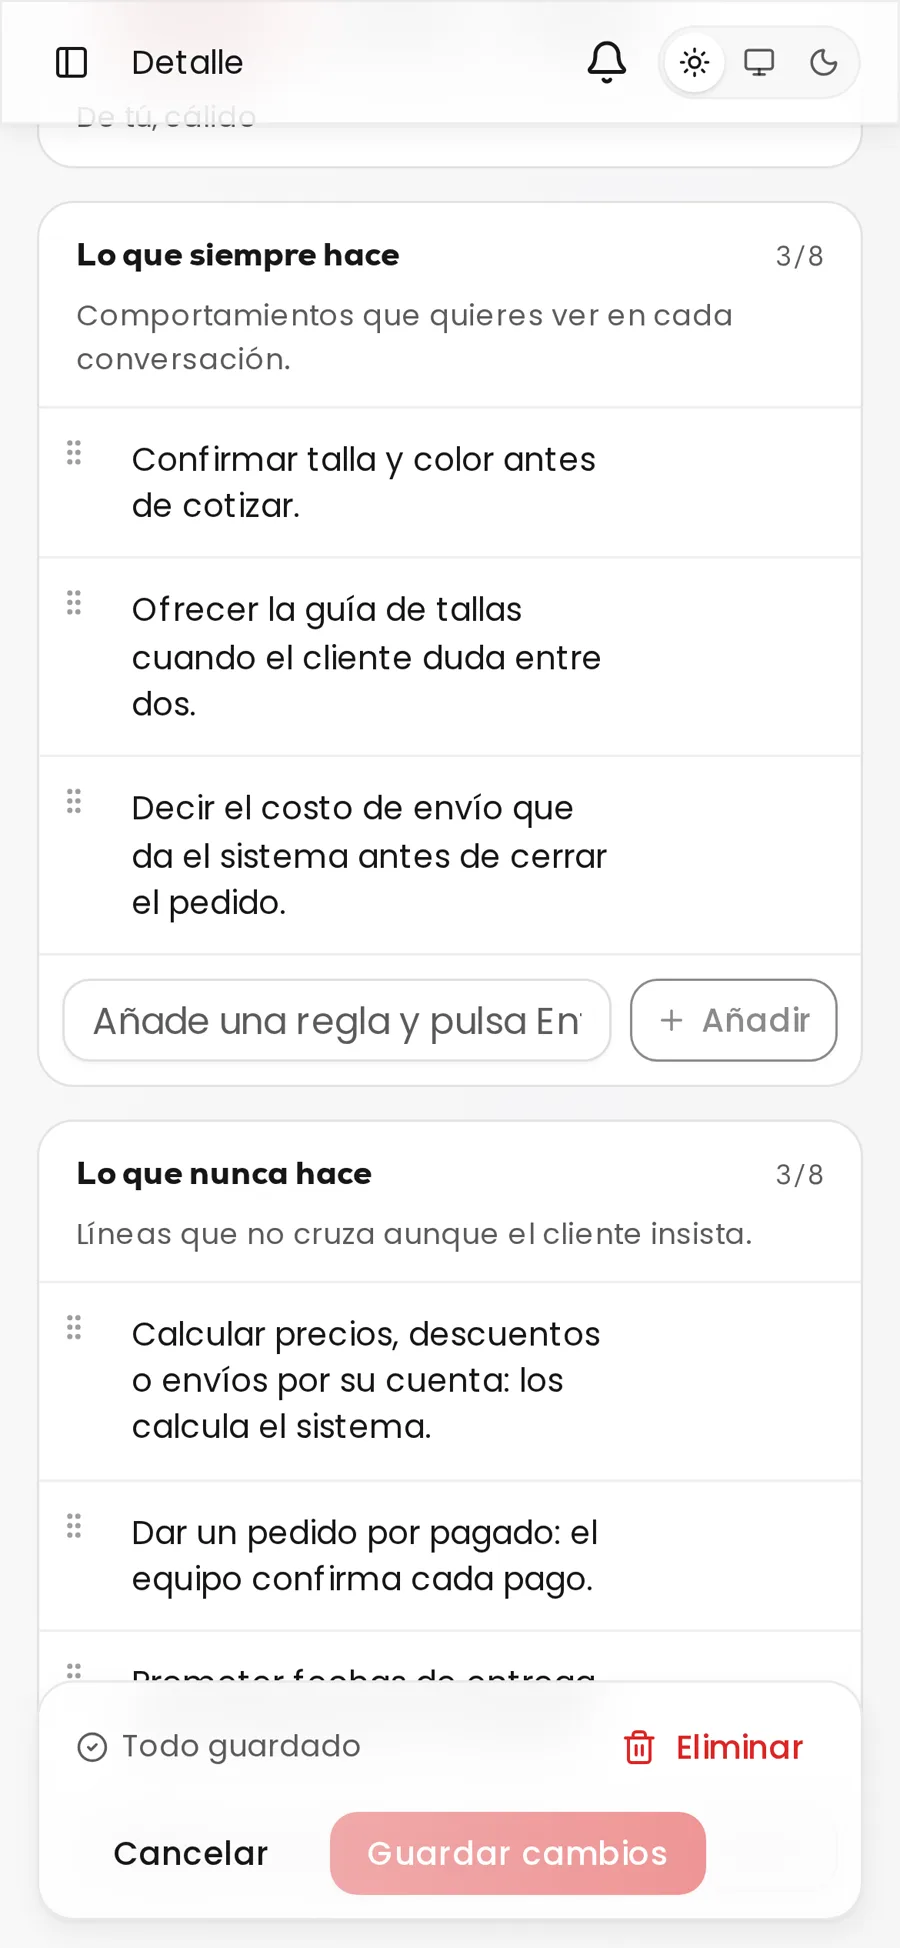 Detalle
De tú, cálido
Lo que siempre hace
3/8
Comportamientos que quieres ver en cada
conversación.
Confirmar talla y color antes
de cotizar.
Ofrecer la guía de tallas
cuando el cliente duda entre
dos.
Decir el costo de envío que
da el sistema antes de cerrar
el pedido.
Añade una regla y pulsa En
+ Añadir
Lo que nunca hace
3/8
Líneas que no cruza aunque el cliente insista.
Calcular precios, descuentos
o envíos por su cuenta: los
calcula el sistema.
Dar un pedido por pagado: el
equipo confirma cada pago.
Prometer fechas de entrega
Todo guardado
Eliminar
Cancelar
Guardar cambios